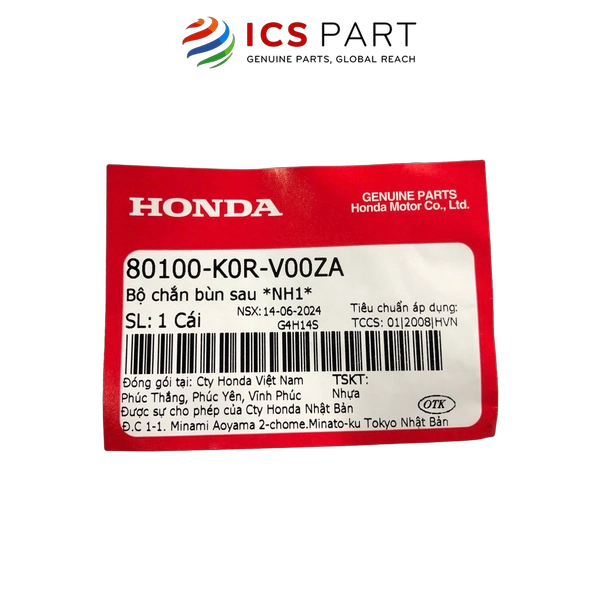 ICS PART
GENUINE PARTS, GLOBAL REACH
HONDA
GENUINE PARTS
Honda Motor Co., Ltd.
80100-K0R-V00ZA
Bộ chắn bùn sau *NH1*
SL: 1 Cái
NSX: 14-06-2024
G4H14S
Tiêu chuẩn áp dụng:
TCCS: 01|2008|HVN
Đóng gói tại: Cty Honda Việt Nam
Phúc Thắng, Phúc Yên, Vĩnh Phúc
TSKT:
Nhựa
Được sự cho phép của Cty Honda Nhật Bản
Đ.C 1-1. Minami Aoyama 2-chome.Minato-ku Tokyo Nhật Bản
OTK